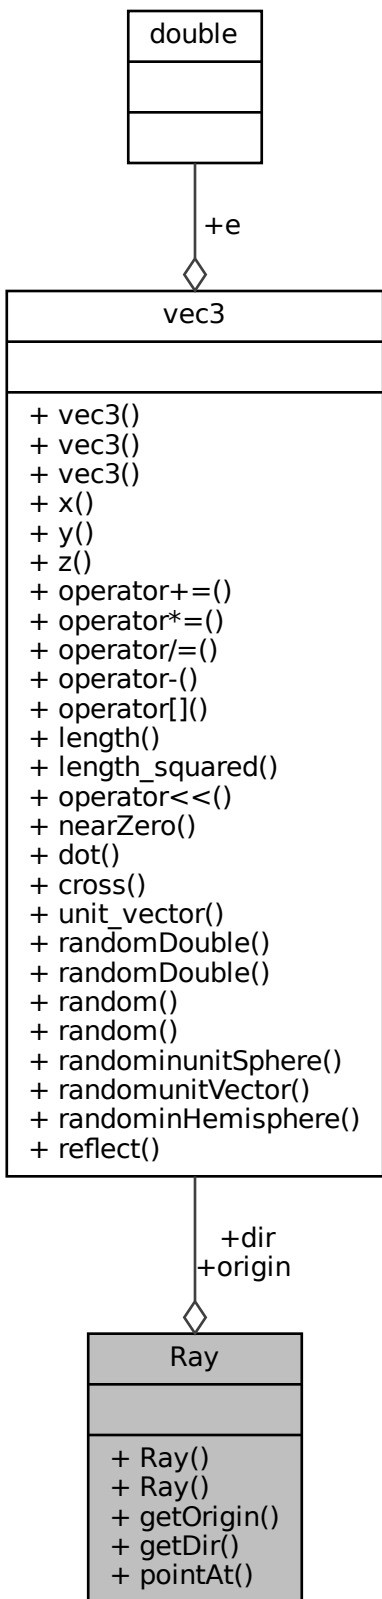 double
+e
vec3
+ vec3()
+ vec3()
+ vec3()
+ x()
+ y()
+ z()
+ operator+=()
+ operator*=()
+ operator/=()
+ operator-()
+ operator[]()
+ length()
+ length_squared()
+ operator<<()
+ nearZero()
+ dot()
+ cross()
+ unit_vector()
+ randomDouble()
+ randomDouble()
+ random()
+ random()
+ randominunitSphere()
+ randomunitVector()
+ randominHemisphere()
+ reflect()
+dir
+origin
Ray
+ Ray()
+ Ray()
+ getOrigin()
+ getDir()
+ pointAt()